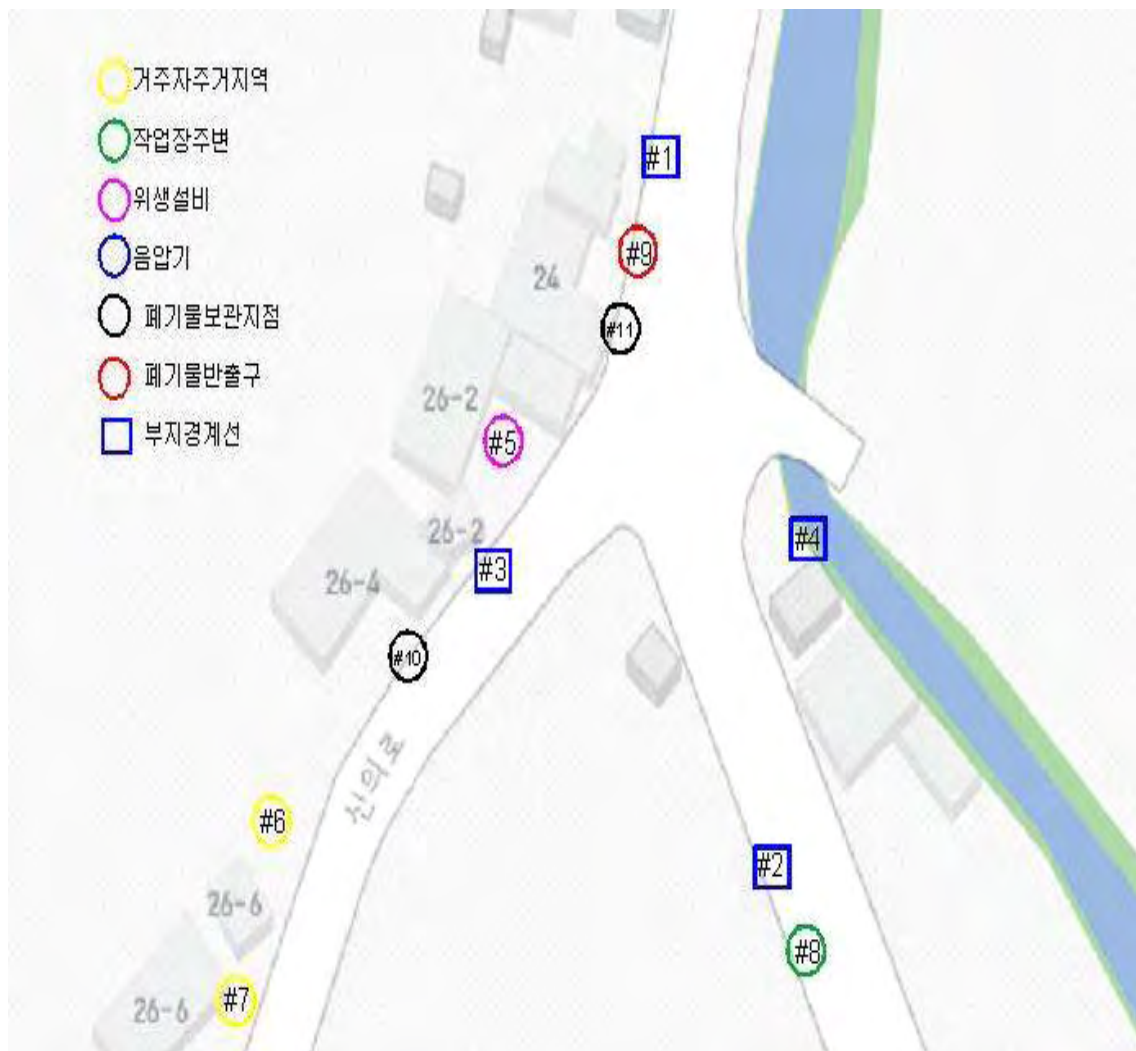 거주자주거지역
작업장주변
위생설비
음압기
폐기물보관지점
폐기물반출구
부지경계선
#1
#9
24
#11
26-2
#5
26-2
#3
#4
26-4
#10
신의로
#6
#2
26-6
#8
#7
26-6